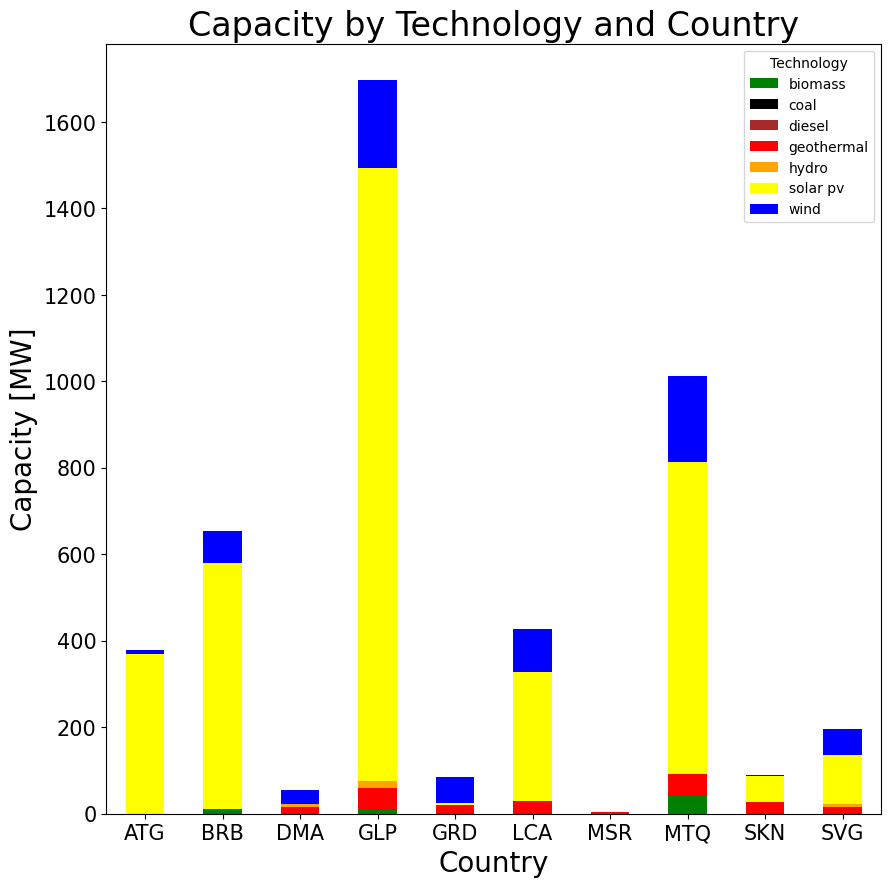 Capacity by Technology and Country
Technology
biomass
coal
diesel
geothermal
hydro
solar pv
wind
Capacity [MW]
1600
1400
1200
1000
800
600
400
200
0
ATG BRB DMA GLP GRD LCA MSR MTQ SKN SVG
Country